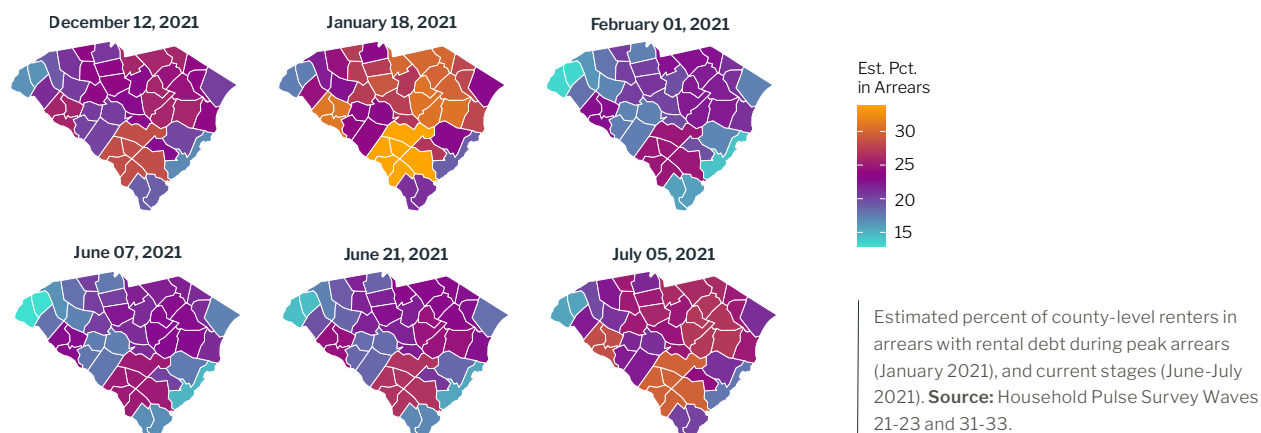 December 12, 2021
January 18, 2021
February 01, 2021
Est. Pct.
in Arrears
30
25
20
15
June 07, 2021
June 21, 2021
July 05, 2021
Estimated percent of county-level renters in
arrears with rental debt during peak arrears
(January 2021), and current stages (June-July
2021). Source: Household Pulse Survey Waves
21-23 and 31-33.